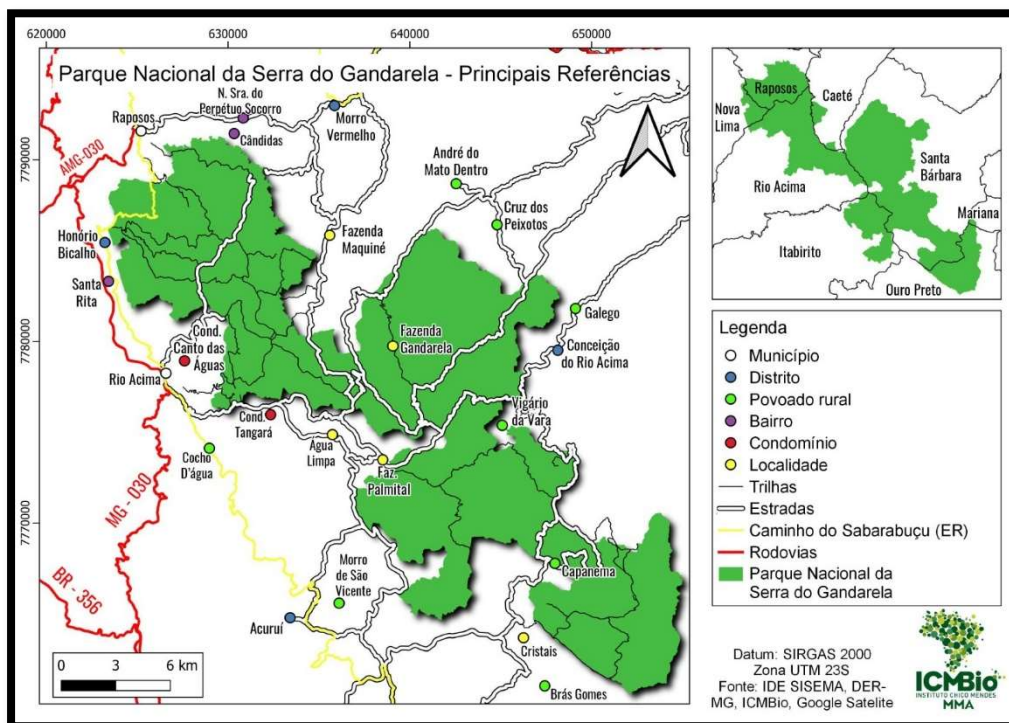 620000
630000
640000
650000
Parque Nacional da Serra do Gandarela - Principais Referências
7790000
7780000
7770000
Raposos
N. Sra. do
Perpétuo Socorro
Cândidas
Morro
Vermelho
AMG-030
André do
Mato Dentro
Cruz dos
Peixotos
Honório
Bicalho
Fazenda
Maquiné
Santa
Rita
Galego
Cond.
Canto das
Águas
Fazenda
Gandarela
Conceição
do Rio Acima
Rio Acima
Cond.
Tangará
Água
Limpa
Vigário
da Vara
Cocho
D'água
Faz.
Palmital
MG - 030
BR - 356
Morro
de São
Vicente
Capanema
Acuruí
Cristais
Brás Gomes
0 3 6 km
Raposos
Caeté
Nova
Lima
Santa
Bárbara
Rio Acima
Mariana
Itabirito
Ouro Preto
Legenda
Município
Distrito
Povoado rural
Bairro
Condomínio
Localidade
Trilhas
Estradas
Caminho do Sabarabuçu (ER)
Rodovias
Parque Nacional da
Serra do Gandarela
Datum: SIRGAS 2000
Zona UTM 23S
Fonte: IDE SISEMA, DER-
MG, ICMBio, Google Satelite
ICMBio
INSTITUTO CHICO MENDES
MMA